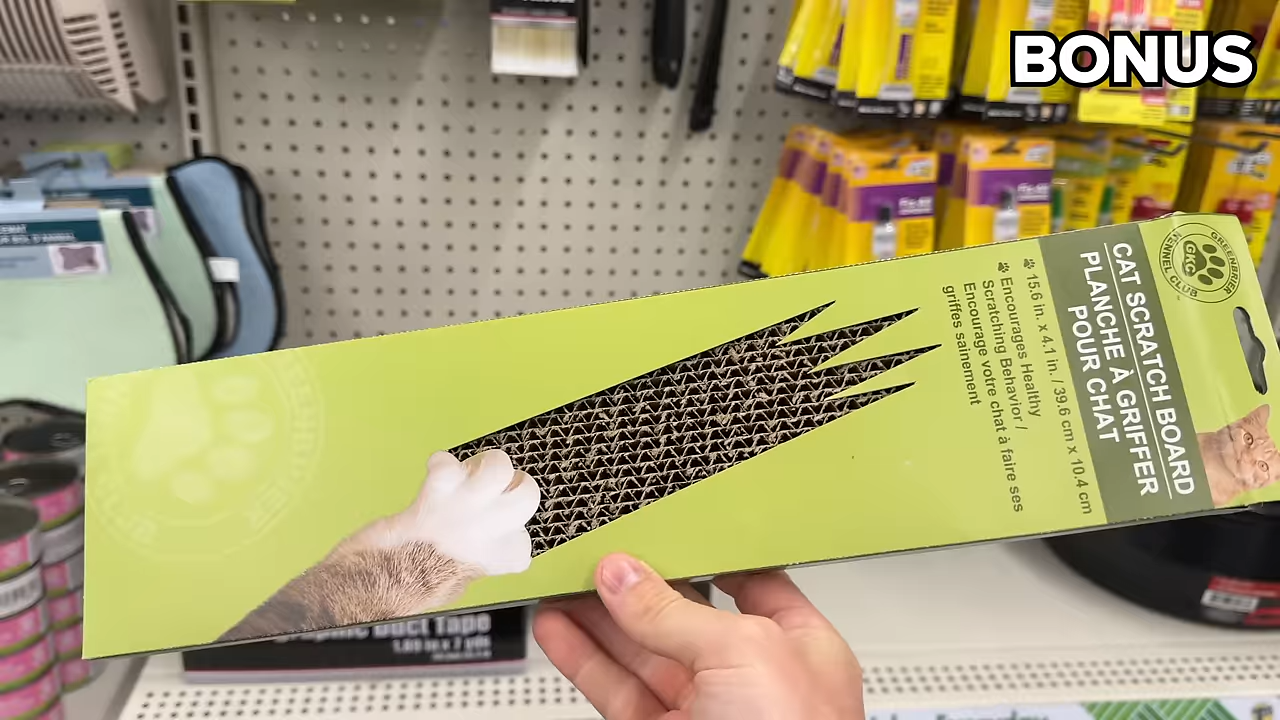 BONUS
GREENBRIER
KENNEL CLUB
GKC
CAT SCRATCH BOARD
PLANCHE À GRIFFER
POUR CHAT
15.6 in. x 4.1 in. / 39.6 cm x 10.4 cm
Encourages Healthy
Scratching Behavior /
Encourage votre chat à faire ses
griffes sainement
Duct Tape